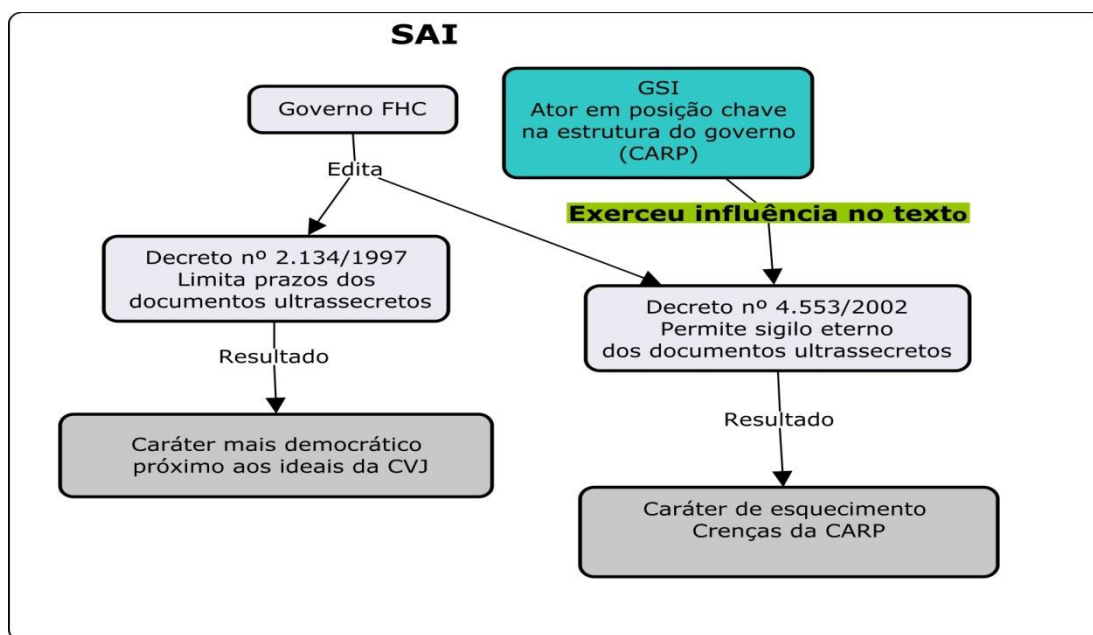 SAI
Governo FHC
GSI
Ator em posição chave
na estrutura do governo
(CARP)
Edita
Exerceu influência no texto
Decreto nº 2.134/1997
Limita prazos dos
documentos ultrassecretos
Decreto nº 4.553/2002
Permite sigilo eterno
dos documentos ultrassecretos
Resultado
Resultado
Caráter mais democrático
próximo aos ideais da CVJ
Caráter de esquecimento
Crenças da CARP